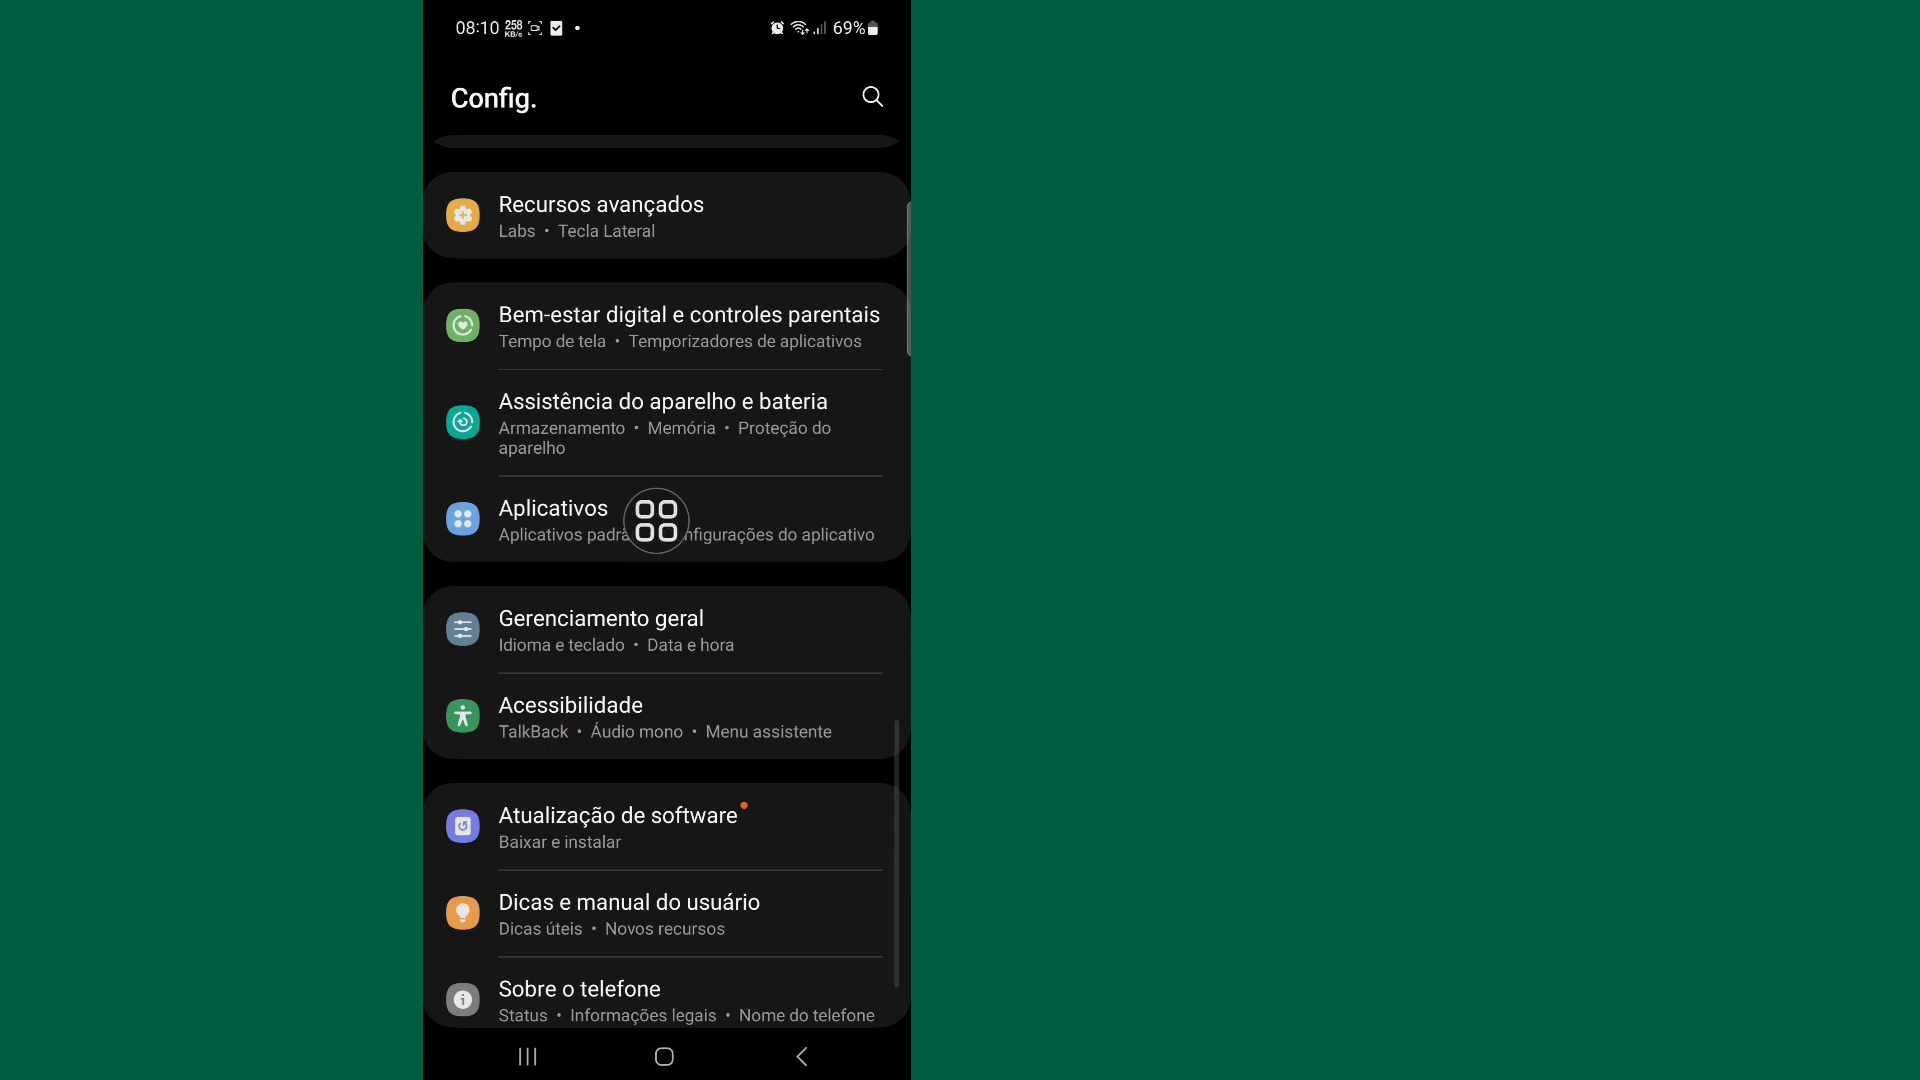 08:10 258 KB/s 69%
Config.
Recursos avançados
Labs • Tecla Lateral
Bem-estar digital e controles parentais
Tempo de tela • Temporizadores de aplicativos
Assistência do aparelho e bateria
Armazenamento • Memória • Proteção do
aparelho
Aplicativos
Aplicativos do aplicativo
Gerenciamento geral
Idioma e teclado • Data e hora
Acessibilidade
TalkBack • Áudio mono • Menu assistente
Atualização de software
Baixar e instalar
Dicas e manual do usuário
Dicas úteis • Novos recursos
Sobre o telefone
Status • Informações legais • Nome do telefone